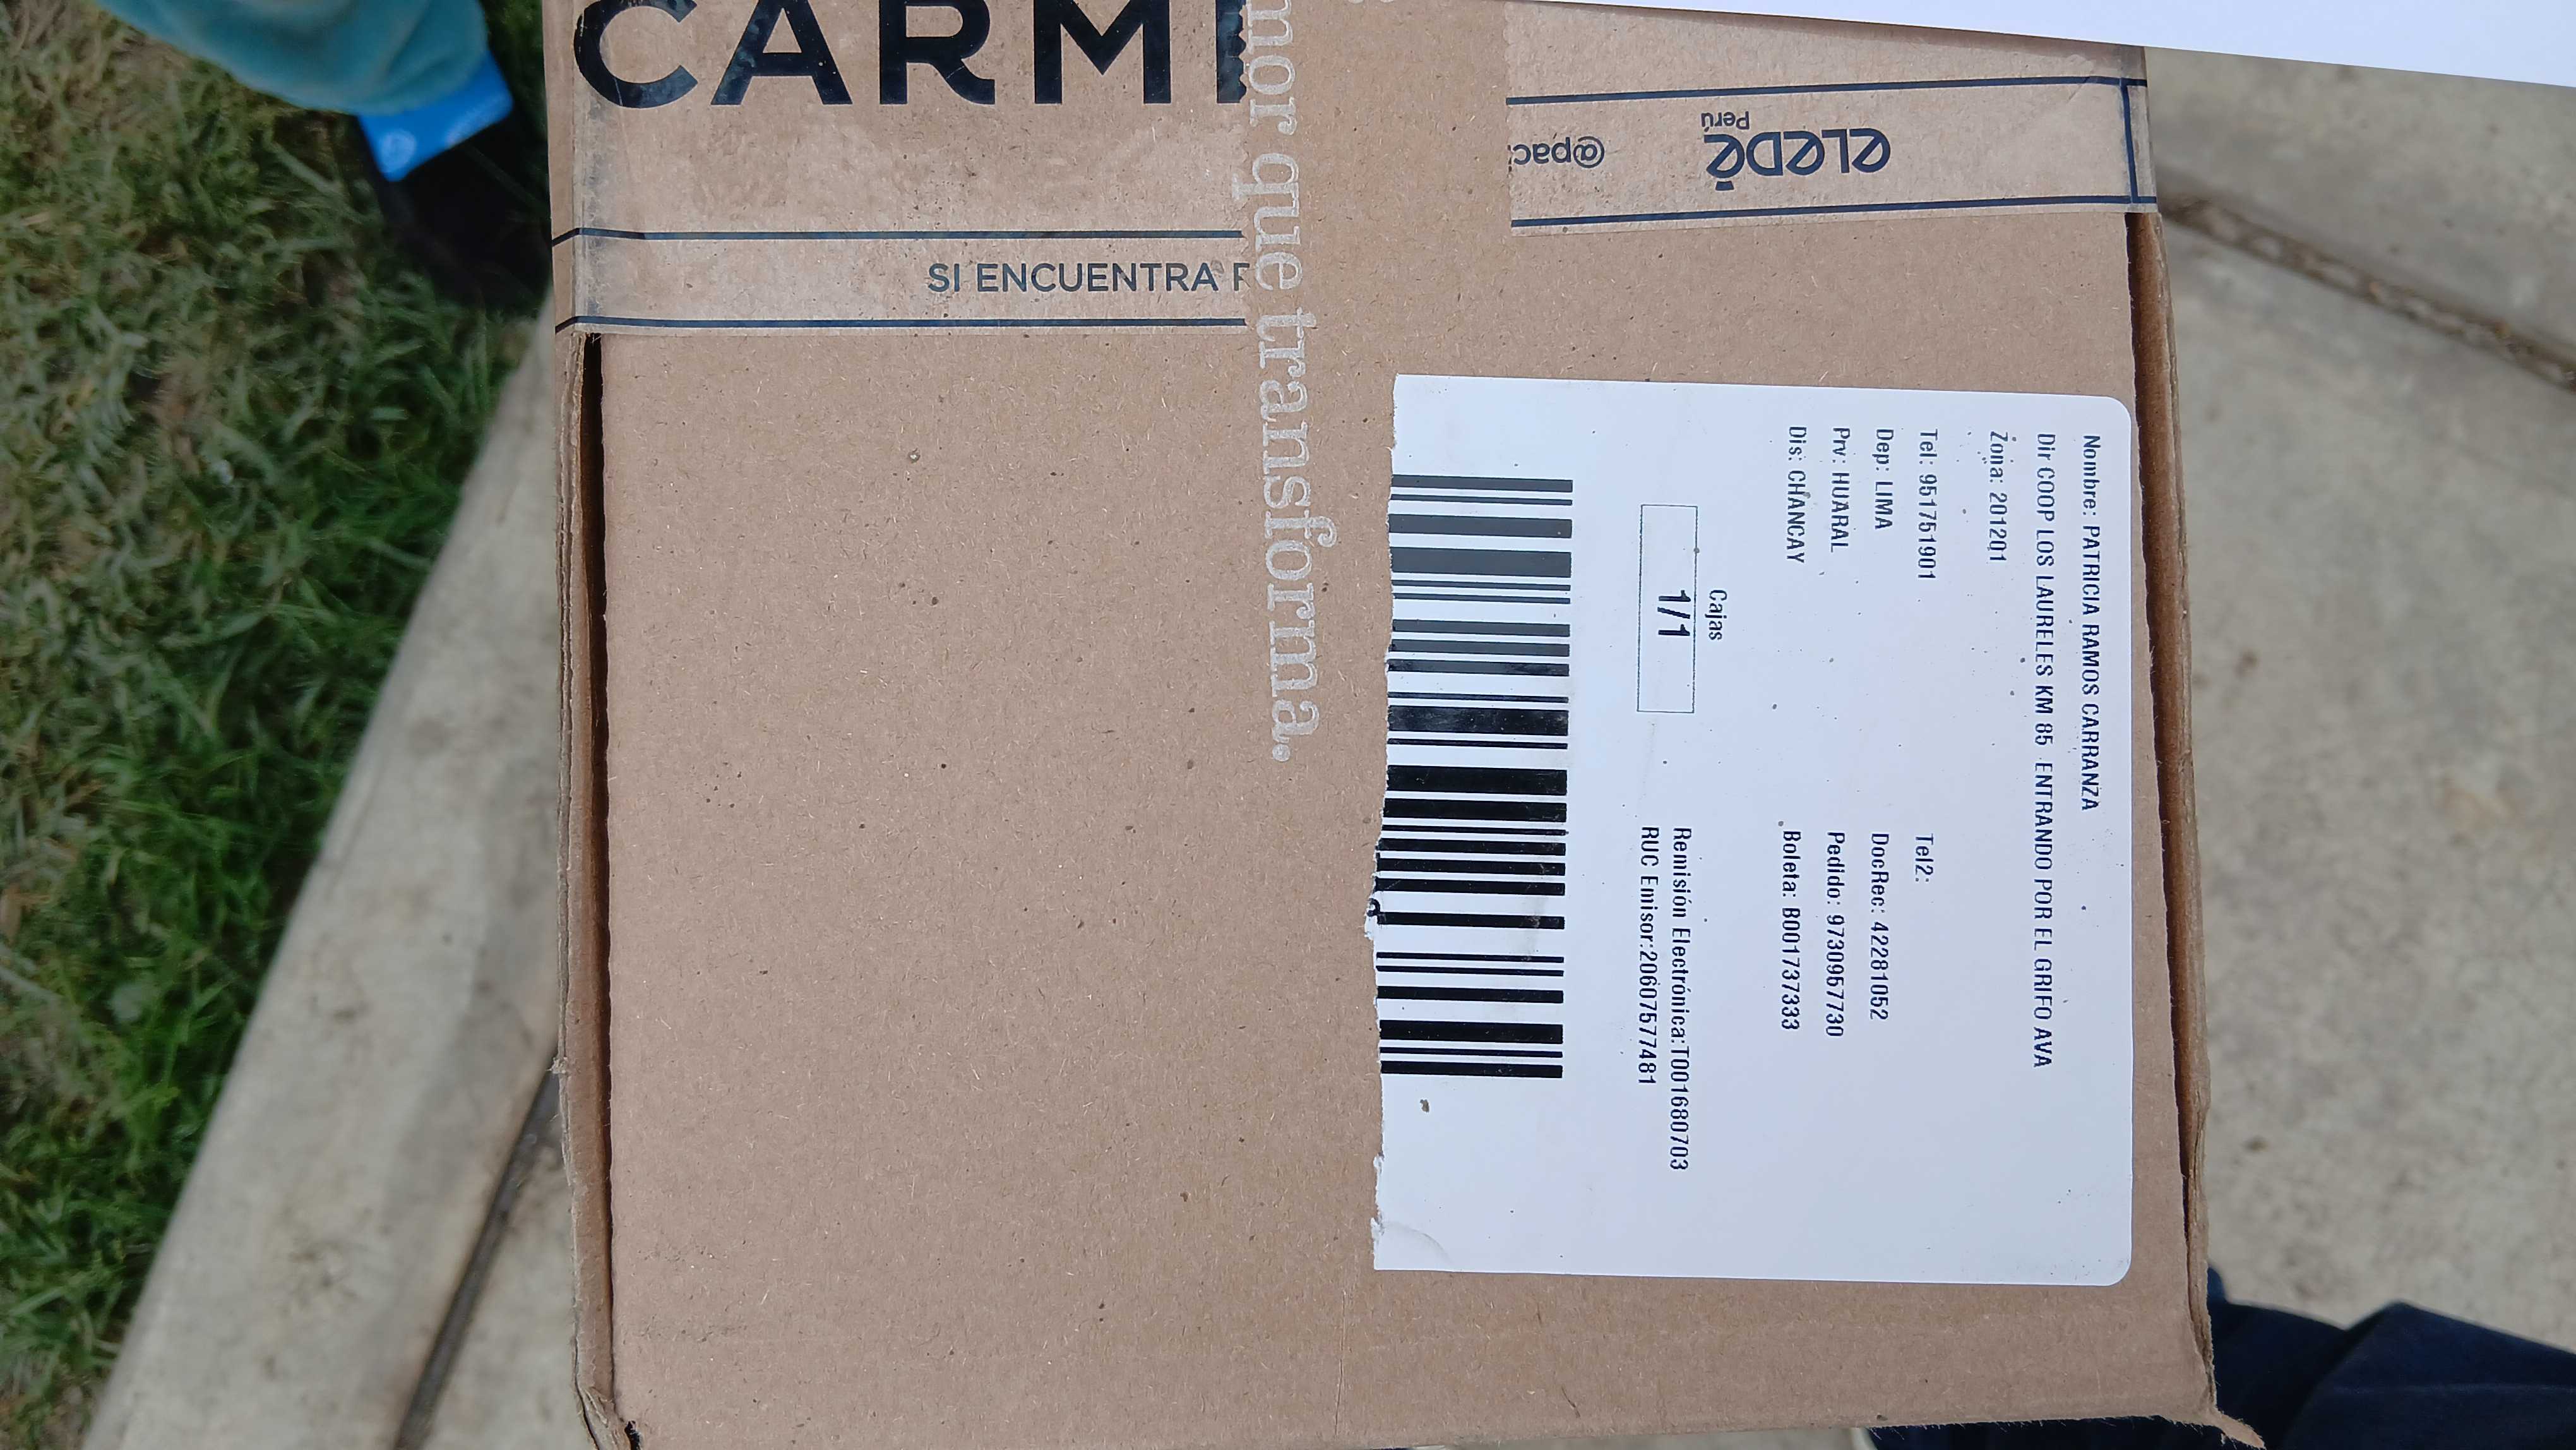 CARMI
SI ENCUENTRA
mor que transforma.
eLeDé
Perú
@pac
Nombre: PATRICIA RAMOS CARRANZA
Dir COOP LOS LAURELES KM 85 ENTRANDO POR EL GRIFO AVA
Zona: 201201
Tel: 951751901 Tel2:
Dep: LIMA DocRec: 42281052
Prv: HUARAL Pedido: 9730957730
Dis: CHANCAY Boleta: B001737333
Cajas
1/1
Remisión Electrónica:T001680703
RUC Emisor:20607577481